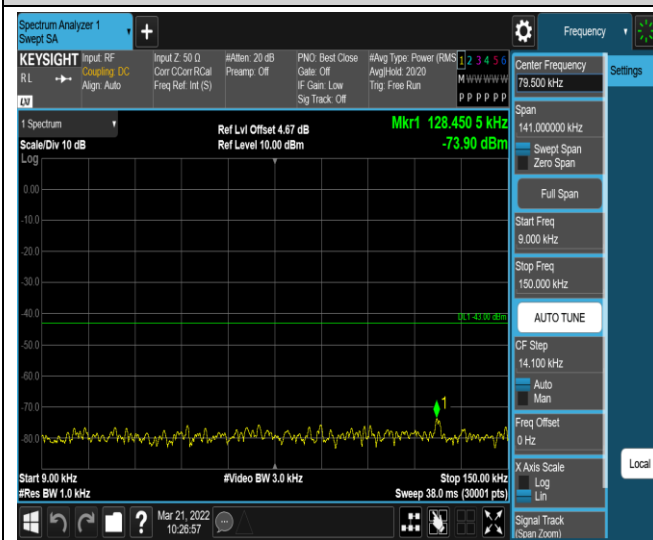 Spectrum Analyzer 1
Swept SA
Frequency
Settings
KEYSIGHT
RL
LXI
Input: RF
Coupling: DC
Align: Auto
Input Z: 50 Ω
Corr CCorr RCal
Freq Ref: Int (S)
#Atten: 20 dB
Preamp: Off
PNO: Best Close
Gate: Off
IF Gain: Low
Sig Track: Off
#Avg Type: Power (RMS
Avg|Hold: 20/20
Trig: Free Run
1 2 3 4 5 6
M W W W W W
P P P P P P
1 Spectrum
Scale/Div 10 dB
Log
Ref Lvl Offset 4.67 dB
Ref Level 10.00 dBm
Mkr1 128.450 5 kHz
-73.90 dBm
0.00
-10.0
-20.0
-30.0
-40.0
DL1 -43.00 dBm
-50.0
-60.0
-70.0
1
-80.0
Start 9.00 kHz
#Res BW 1.0 kHz
#Video BW 3.0 kHz
Stop 150.00 kHz
Sweep 38.0 ms (30001 pts)
Mar 21, 2022
10:26:57
Center Frequency
79.500 kHz
Span
141.000000 kHz
Swept Span
Zero Span
Full Span
Start Freq
9.000 kHz
Stop Freq
150.000 kHz
AUTO TUNE
CF Step
14.100 kHz
Auto
Man
Freq Offset
0 Hz
X Axis Scale
Log
Lin
Signal Track
(Span Zoom)
Local